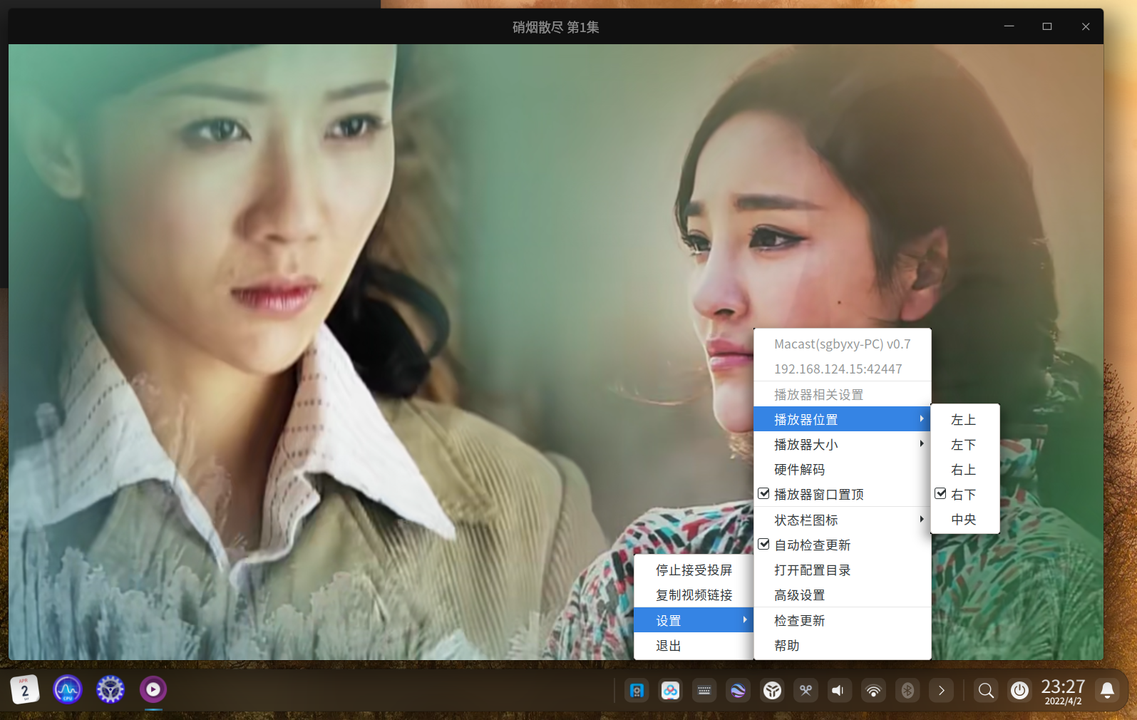 硝烟散尽 第1集
Macast(sgbyxy-PC) v0.7
192.168.124.15:42447
播放器相关设置
播放器位置
播放器大小
硬件解码
播放器窗口置顶
状态栏图标
自动检查更新
打开配置目录
高级设置
检查更新
帮助
左上
左下
右上
右下
中央
停止接受投屏
复制视频链接
设置
退出
APR
2
CPU
23:27
2022/4/2